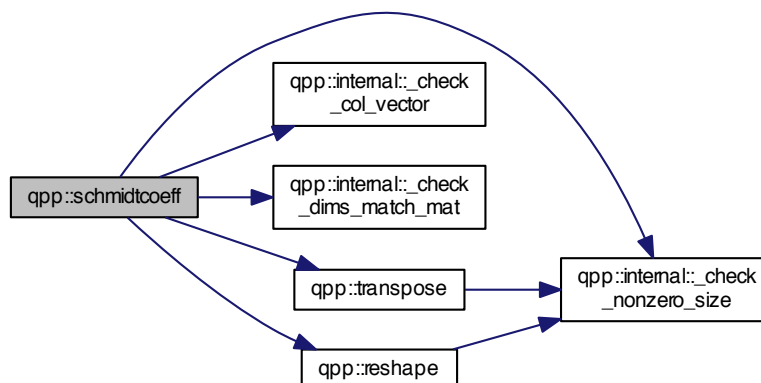 qpp::schmidtcoeff
qpp::internal::_check
_col_vector
qpp::internal::_check
_dims_match_mat
qpp::transpose
qpp::reshape
qpp::internal::_check
_nonzero_size